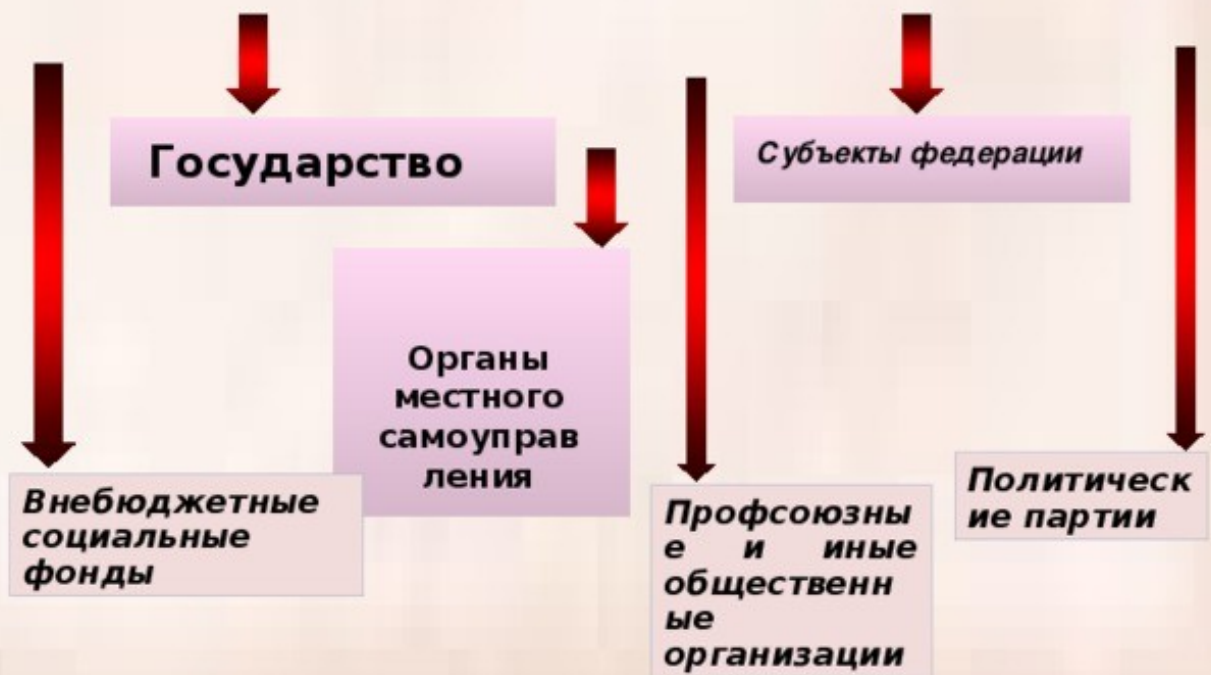 Государство
Субъекты федерации
Органы
местного
самоуправ
ления
Внебюджетные
социальные
фонды
Профсоюзны
е и иные
общественн
ые
организации
Политическ
ие партии